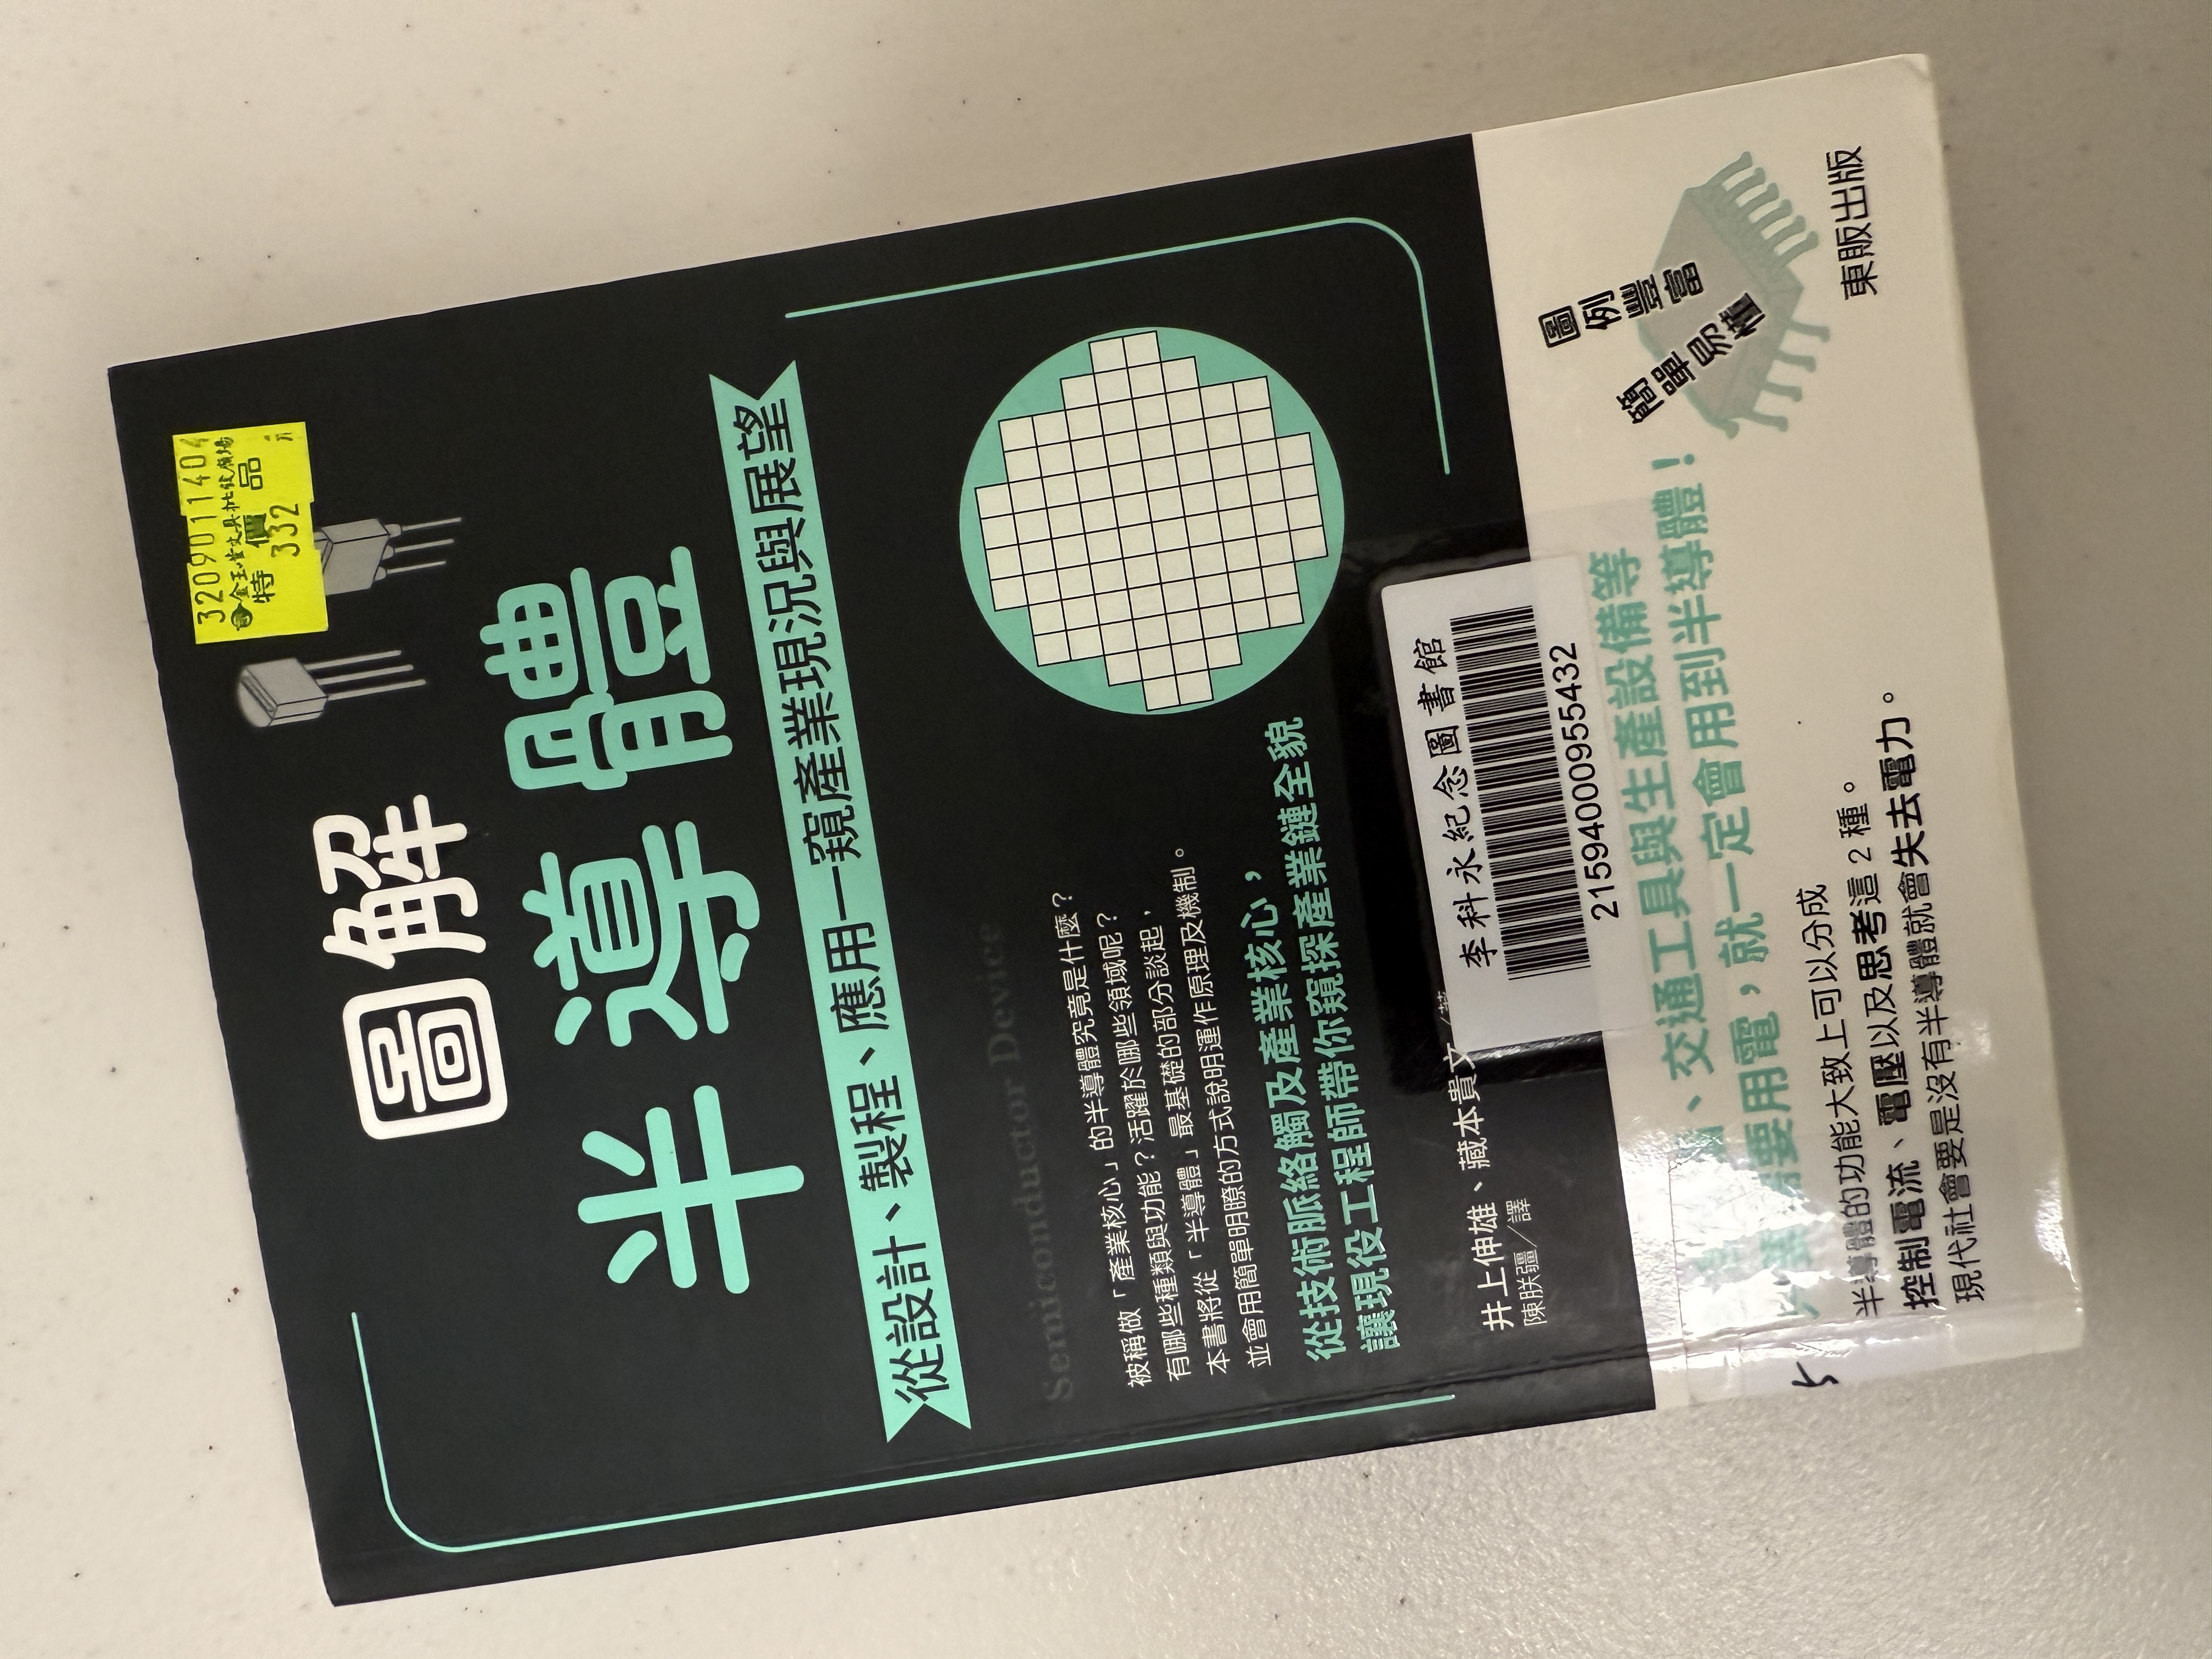 3209011404
金玉堂文具批發廣場
特價品
332元
圖解
半導體
從設計、製程、應用一窺產業現況與展望
Semiconductor Device
被稱做「產業核心」的半導體究竟是什麼？
有哪些種類與功能？活躍於哪些領域呢？
本書將從「半導體」最基礎的部分談起，
並會用簡單明瞭的方式說明運作原理及機制。
從技術脈絡觸及產業核心，
讓現役工程師帶你窺探產業鏈全貌
井上伸雄、藏本貴文／著
陳朕疆／譯
李科永紀念圖書館
21594000955432
、交通工具與生產設備等
要用電，就一定會用到半導體！
圖例豐富
簡單易懂
半導體的功能大致上可以分成
控制電流、電壓以及思考這2種。
現代社會要是沒有半導體就會失去電力。
東販出版
5